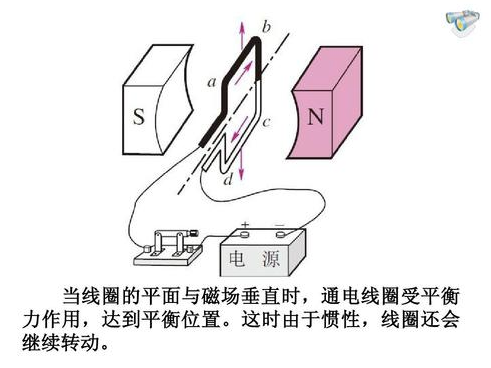 b
a
S
N
c
d
+ −
电 源
当线圈的平面与磁场垂直时，通电线圈受平衡
力作用，达到平衡位置。这时由于惯性，线圈还会
继续转动。